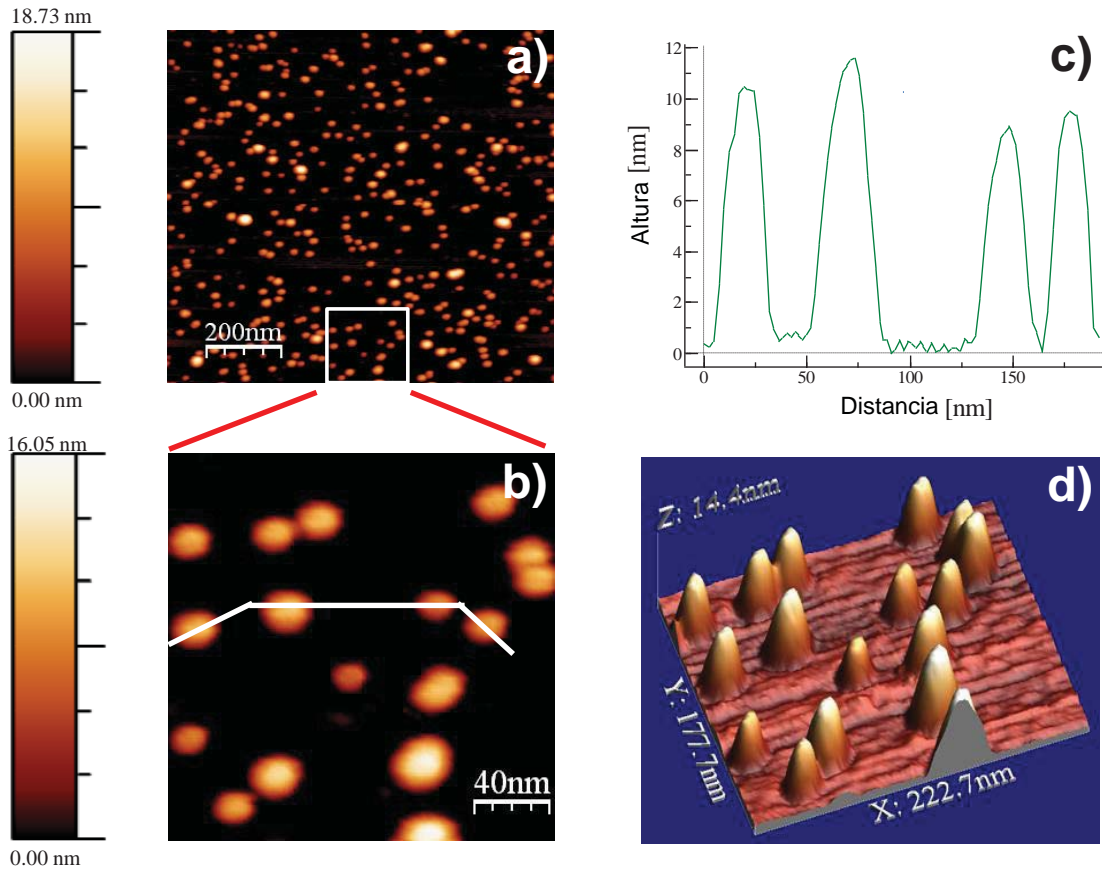 18.73 nm
0.00 nm
a)
200nm
16.05 nm
0.00 nm
b)
40nm
c)
12
10
8
6
4
2
0
Altura [nm]
0
50
100
150
Distancia [nm]
d)
Z: 14.4nm
Y: 177.7nm
X: 222.7nm